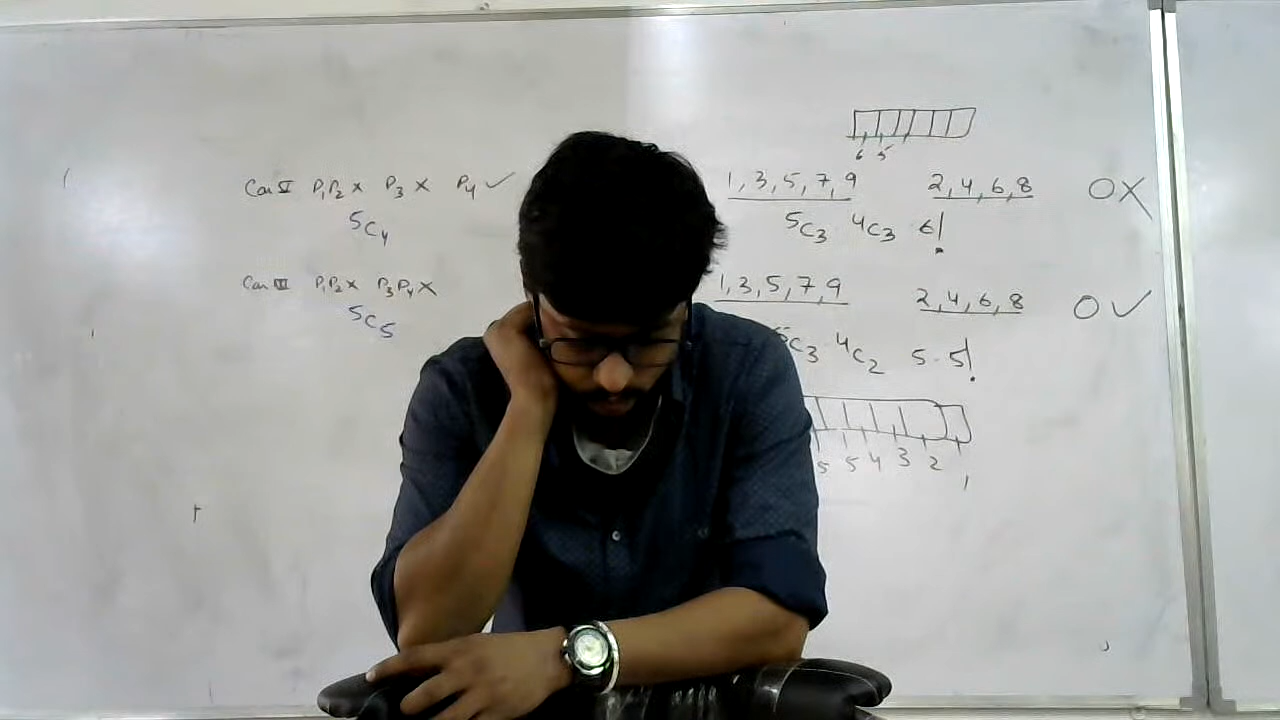 6 5
Case II P₁P₂ × P₃ × P₄ ✓
⁵C₄
Case III P₁P₂ × P₃P₄ ×
⁵C₅
1, 3, 5, 7, 9 2, 4, 6, 8 0 ×
⁵C₃ ⁴C₃ 6!
1, 3, 5, 7, 9 2, 4, 6, 8 0 ✓
⁵C₃ ⁴C₂ 5·5!
5 5 4 3 2 1